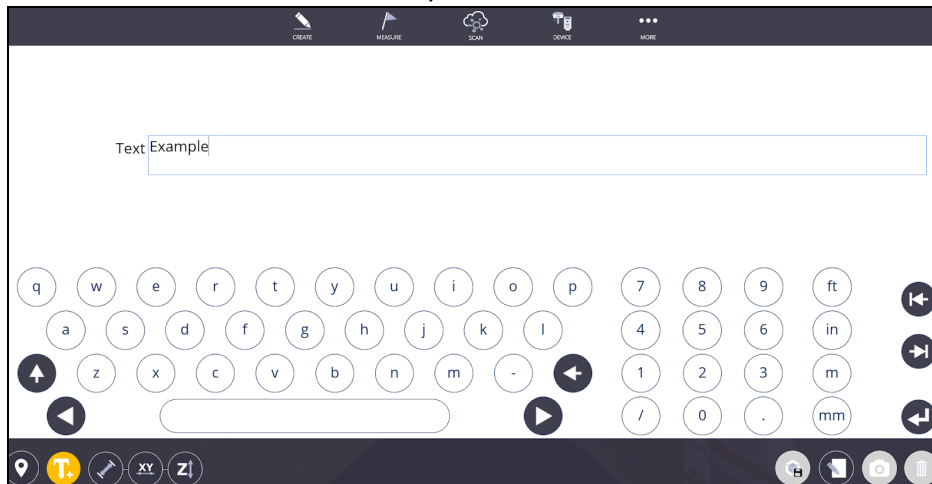 CREATE MEASURE SCAN DEVICE MORE
Text Example
q w e r t y u i o p 7 8 9 ft
a s d f g h j k l 4 5 6 in
z x c v b n m - 1 2 3 m
/ 0 . mm
T+ XY Z